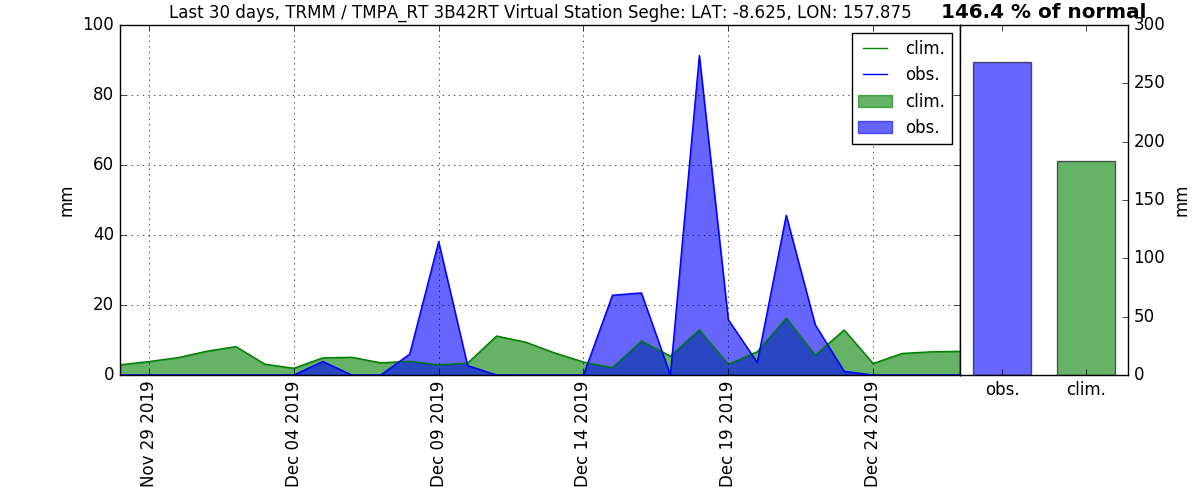 Last 30 days, TRMM / TMPA_RT 3B42RT Virtual Station Seghe: LAT: -8.625, LON: 157.875
146.4 % of normal
100
80
60
40
20
0
mm
clim.
obs.
clim.
obs.
300
250
200
150
100
50
0
mm
Nov 29 2019
Dec 04 2019
Dec 09 2019
Dec 14 2019
Dec 19 2019
Dec 24 2019
obs.
clim.